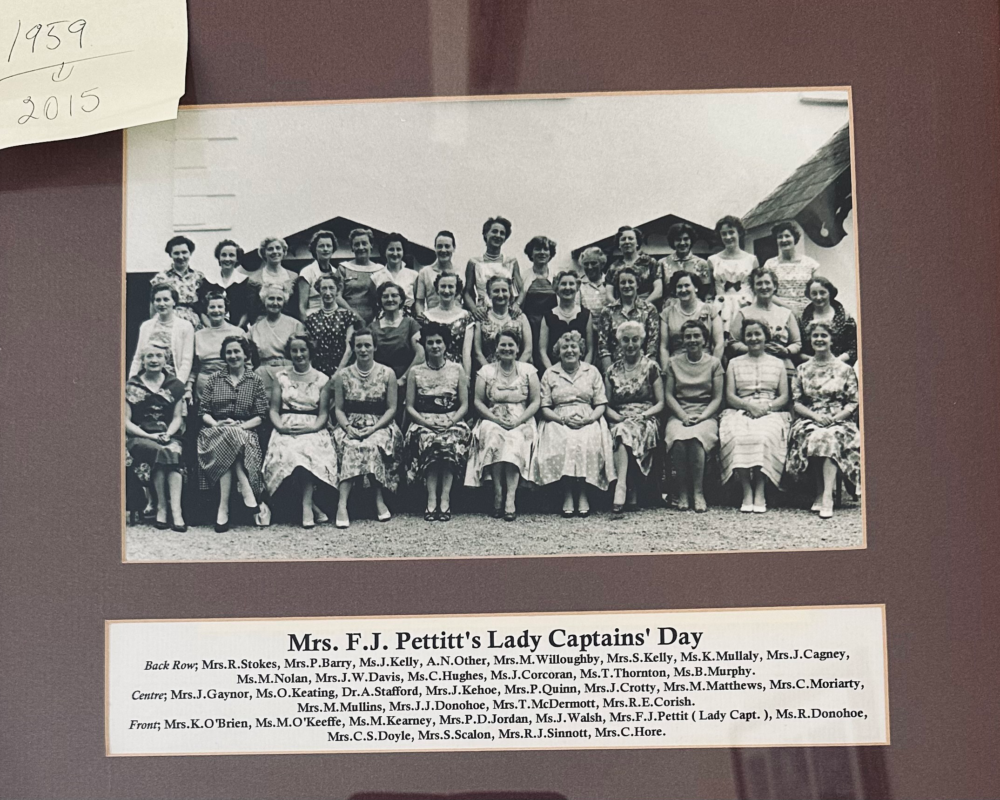 1959
2015
Mrs. F.J. Pettitt's Lady Captains' Day
Back Row; Mrs.R.Stokes, Mrs.P.Barry, Ms.J.Kelly, A.N.Other, Mrs.M.Willoughby, Mrs.S.Kelly, Ms.K.Mullaly, Mrs.J.Cagney,
Ms.M.Nolan, Mrs.J.W.Davis, Ms.C.Hughes, Ms.J.Corcoran, Ms.T.Thornton, Ms.B.Murphy.
Centre; Mrs.J.Gaynor, Ms.O.Keating, Dr.A.Stafford, Mrs.J.Kehoe, Mrs.P.Quinn, Mrs.J.Crotty, Mrs.M.Matthews, Mrs.C.Moriarty,
Mrs.M.Mullins, Mrs.J.J.Donohoe, Mrs.T.McDermott, Mrs.R.E.Corish.
Front; Mrs.K.O'Brien, Ms.M.O'Keeffe, Ms.M.Kearney, Mrs.P.D.Jordan, Ms.J.Walsh, Mrs.F.J.Pettit ( Lady Capt. ), Ms.R.Donohoe,
Mrs.C.S.Doyle, Mrs.S.Scalon, Mrs.R.J.Sinnott, Mrs.C.Hore.